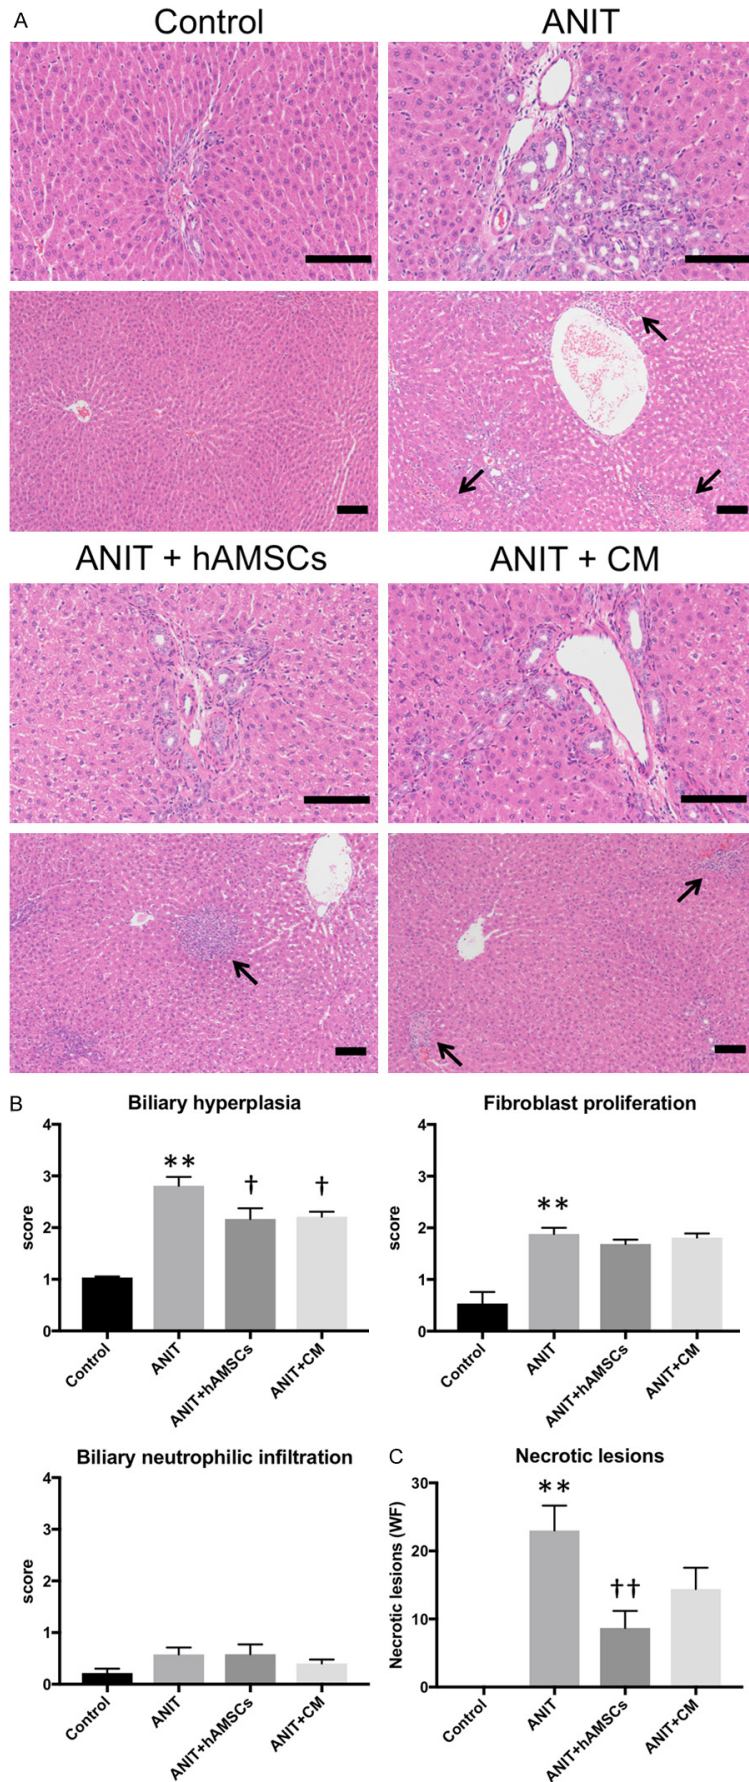 A
Control
ANIT
ANIT + hAMSCs
ANIT + CM
B
Biliary hyperplasia
score
4
3
2
1
0
**
†
†
Control
ANIT
ANIT+hAMSCs
ANIT+CM
Fibroblast proliferation
score
4
3
2
1
0
**
Control
ANIT
ANIT+hAMSCs
ANIT+CM
Biliary neutrophilic infiltration
score
4
3
2
1
0
Control
ANIT
ANIT+hAMSCs
ANIT+CM
C
Necrotic lesions
Necrotic lesions (WF)
30
20
10
0
**
††
Control
ANIT
ANIT+hAMSCs
ANIT+CM